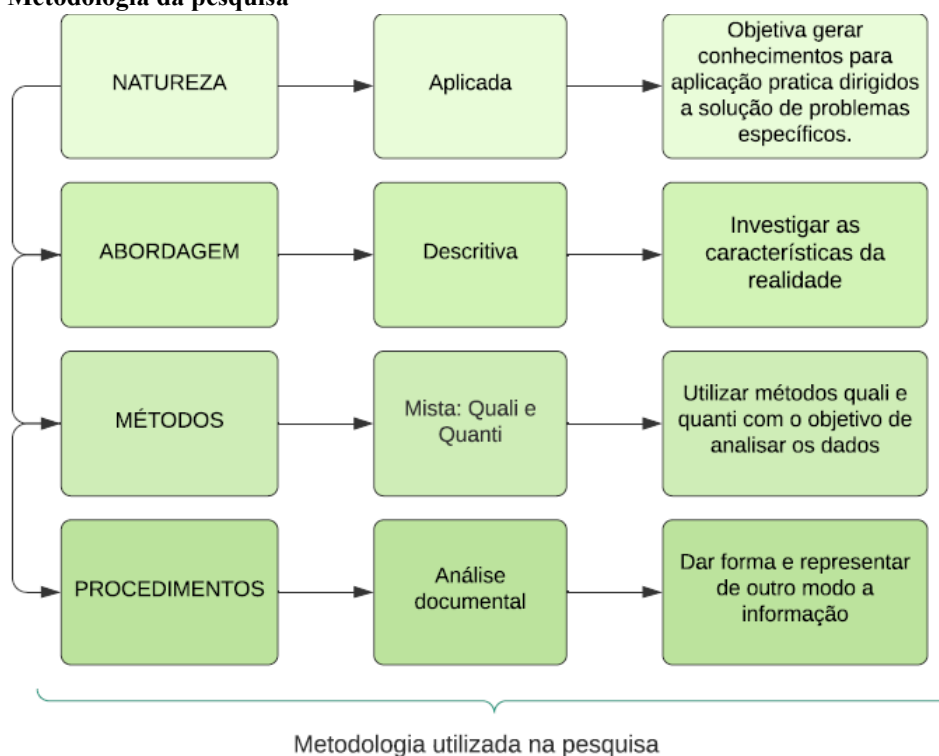 Metodologia da pesquisa
NATUREZA
Aplicada
Objetiva gerar
conhecimentos para
aplicação pratica dirigidos
a solução de problemas
específicos.
ABORDAGEM
Descritiva
Investigar as
características da
realidade
MÉTODOS
Mista: Quali e
Quanti
Utilizar métodos quali e
quanti com o objetivo de
analisar os dados
PROCEDIMENTOS
Análise
documental
Dar forma e representar
de outro modo a
informação
Metodologia utilizada na pesquisa